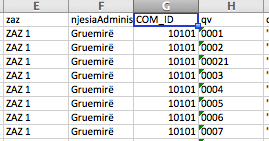 E F G H
zaz njesiaAdminis COM_ID qv
ZAZ 1 Gruemirë 10101 0001
ZAZ 1 Gruemirë 10101 0002
ZAZ 1 Gruemirë 10101 00021
ZAZ 1 Gruemirë 10101 0003
ZAZ 1 Gruemirë 10101 0004
ZAZ 1 Gruemirë 10101 0005
ZAZ 1 Gruemirë 10101 0006
ZAZ 1 Gruemirë 10101 0007